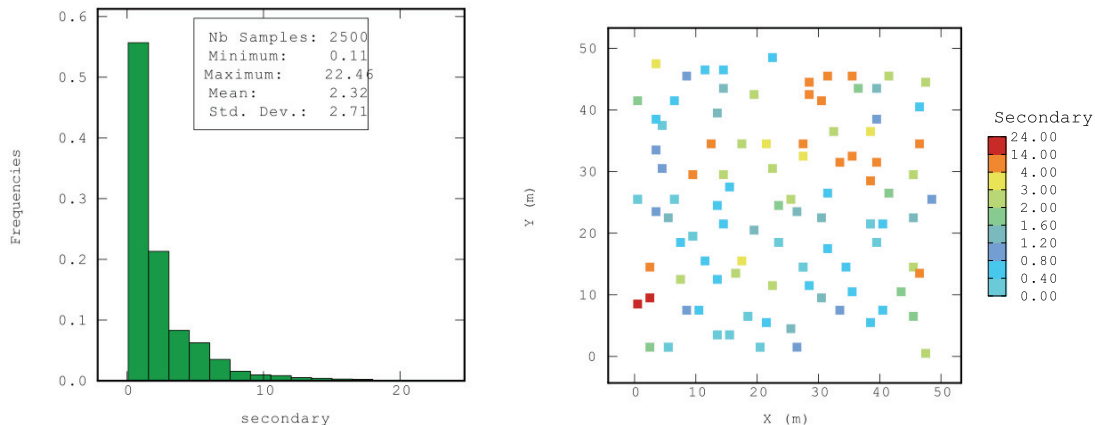 Nb Samples: 2500
Minimum: 0.11
Maximum: 22.46
Mean: 2.32
Std. Dev.: 2.71
0.6
0.5
0.4
0.3
0.2
0.1
0.0
Frequencies
0 10 20
secondary
50
40
30
20
10
0
Y (m)
0 10 20 30 40 50
X (m)
Secondary
24.00
14.00
4.00
3.00
2.00
1.60
1.20
0.80
0.40
0.00